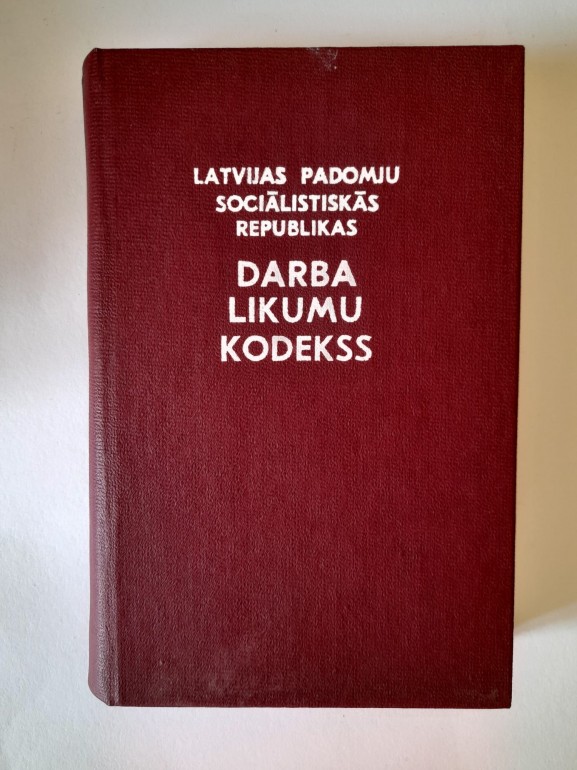 LATVIJAS PADOMJU
SOCIĀLISTISKĀS
REPUBLIKAS
DARBA
LIKUMU
KODEKSS